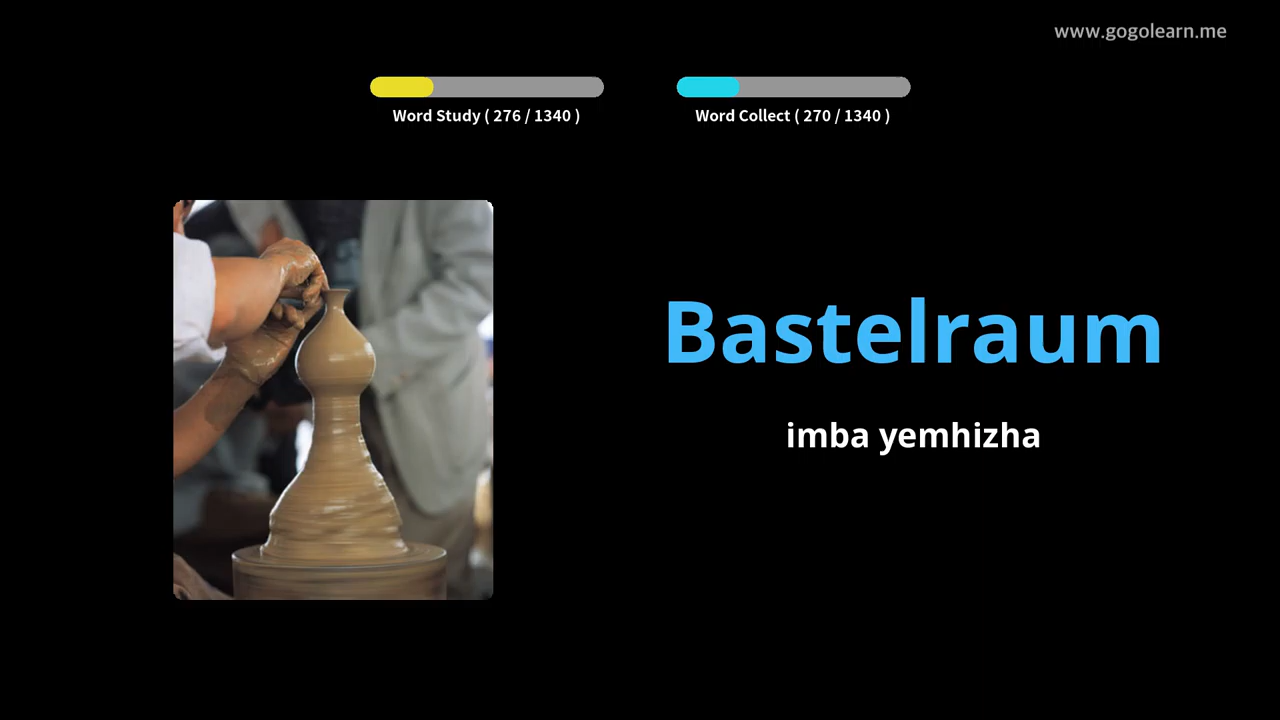 www.gogolearn.me
Word Study ( 276 / 1340 )
Word Collect ( 270 / 1340 )
Bastelraum
imba yemhizha